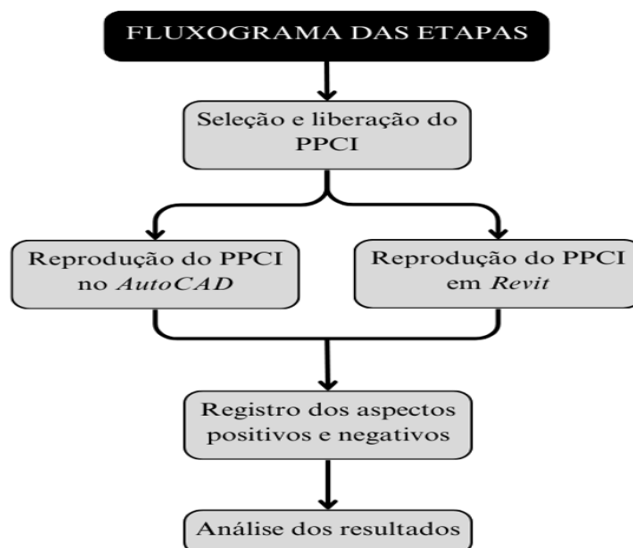 FLUXOGRAMA DAS ETAPAS
Seleção e liberação do
PPCI
Reprodução do PPCI
no AutoCAD
Reprodução do PPCI
em Revit
Registro dos aspectos
positivos e negativos
Análise dos resultados